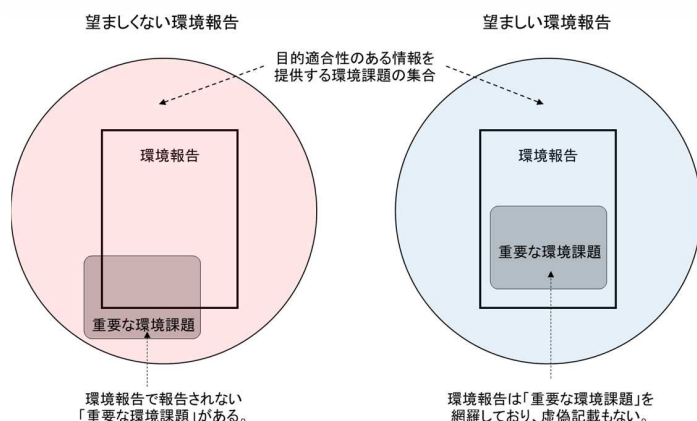 望ましくない環境報告
望ましい環境報告
目的適合性のある情報を
提供する環境課題の集合
環境報告
環境報告
重要な環境課題
重要な環境課題
環境報告で報告されない
「重要な環境課題」がある。
環境報告は「重要な環境課題」を
網羅しており、虚偽記載もない。